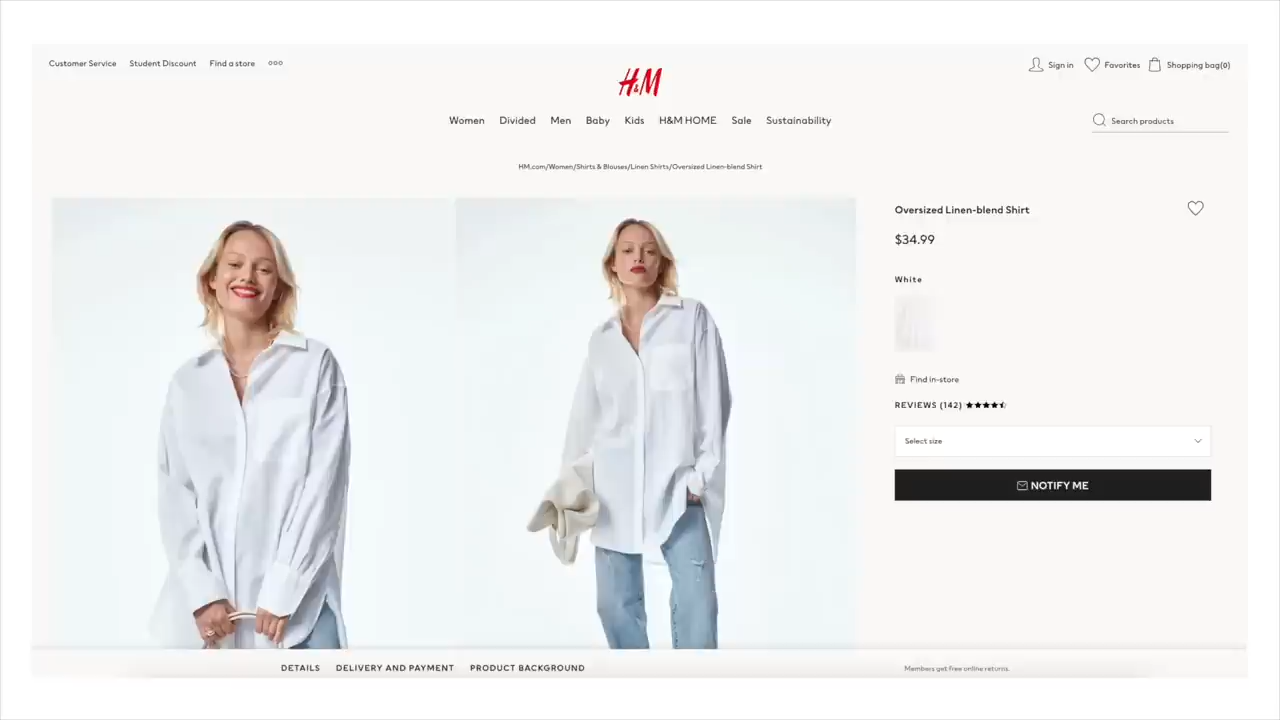 Customer Service Student Discount Find a store
Sign in Favorites Shopping bag(0)
H&M
Women Divided Men Baby Kids H&M HOME Sale Sustainability
Search products
HM.com/Women/Shirts & Blouses/Linen Shirts/Oversized Linen-blend Shirt
Oversized Linen-blend Shirt
$34.99
White
Find in-store
REVIEWS (142)
Select size
NOTIFY ME
DETAILS DELIVERY AND PAYMENT PRODUCT BACKGROUND
Members get free online returns.